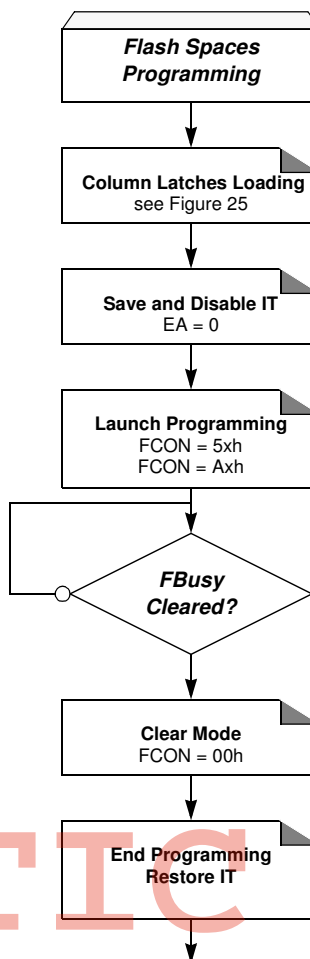 Flash Spaces
Programming
Column Latches Loading
see Figure 25
Save and Disable IT
EA = 0
Launch Programming
FCON = 5xh
FCON = Axh
FBusy
Cleared?
Clear Mode
FCON = 00h
End Programming
Restore IT
TIC